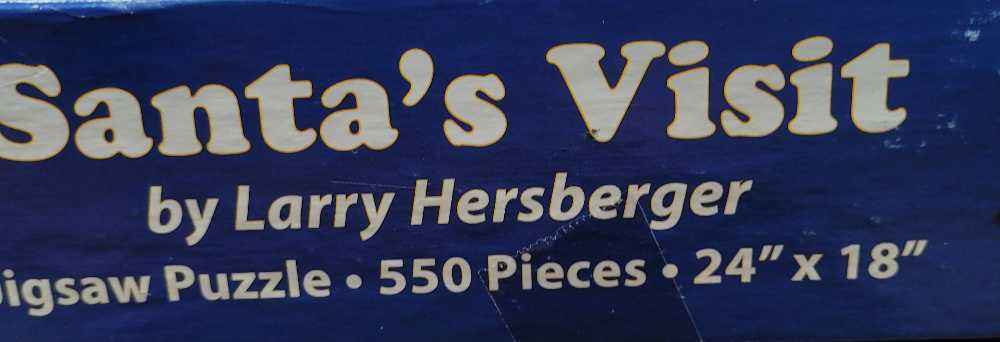 Santa's Visit
by Larry Hersberger
Jigsaw Puzzle • 550 Pieces • 24" x 18"